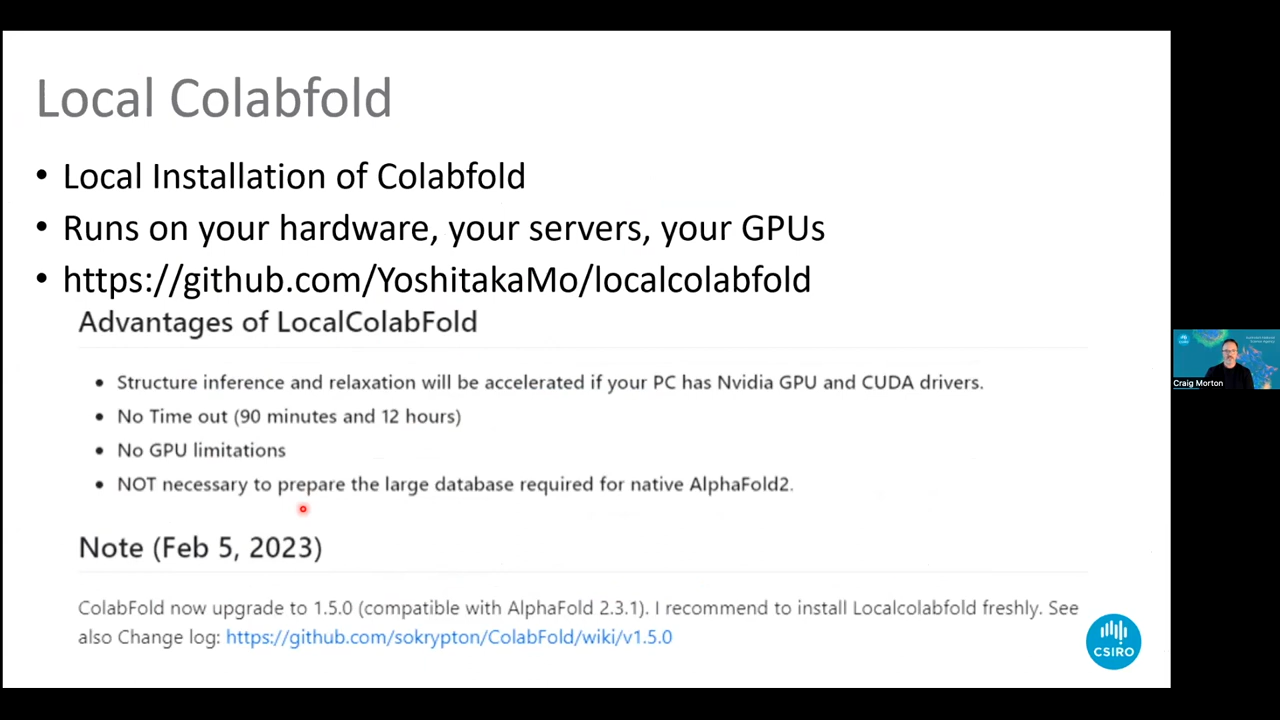 Local Colabfold
• Local Installation of Colabfold
• Runs on your hardware, your servers, your GPUs
• https://github.com/YoshitakaMo/localcolabfold
Advantages of LocalColabFold
• Structure inference and relaxation will be accelerated if your PC has Nvidia GPU and CUDA drivers.
• No Time out (90 minutes and 12 hours)
• No GPU limitations
• NOT necessary to prepare the large database required for native AlphaFold2.
Note (Feb 5, 2023)
ColabFold now upgrade to 1.5.0 (compatible with AlphaFold 2.3.1). I recommend to install Localcolabfold freshly. See
also Change log: https://github.com/sokrypton/ColabFold/wiki/v1.5.0
CSIRO
Craig Morton